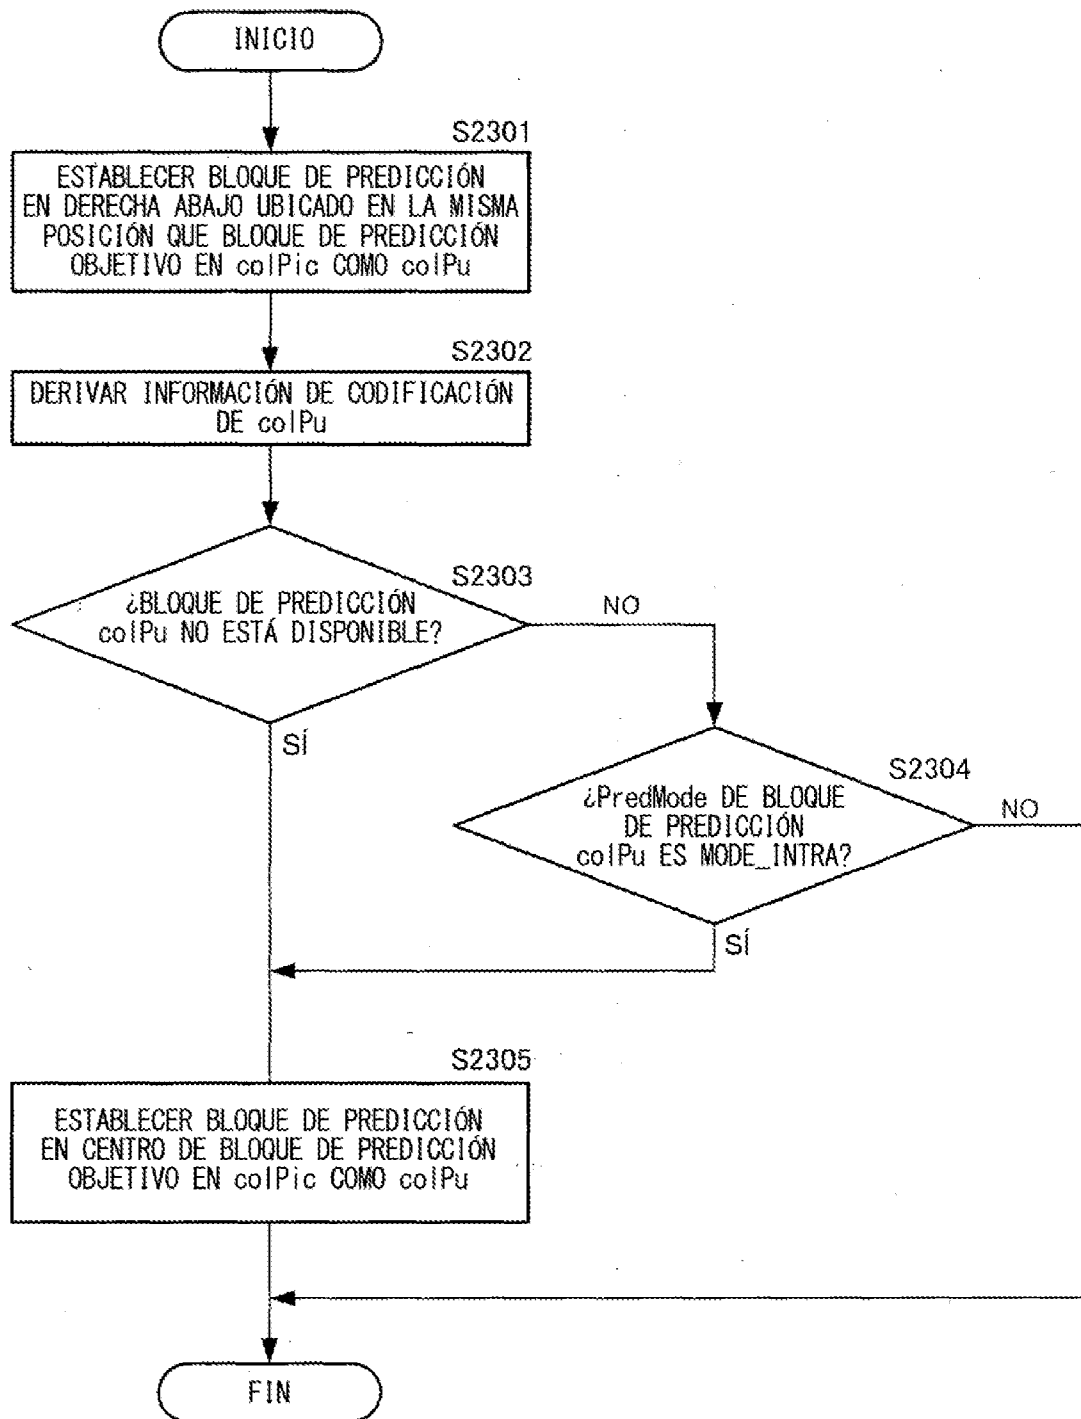 INICIO
S2301
ESTABLECER BLOQUE DE PREDICCIÓN
EN DERECHA ABAJO UBICADO EN LA MISMA
POSICIÓN QUE BLOQUE DE PREDICCIÓN
OBJETIVO EN colPic COMO colPu
S2302
DERIVAR INFORMACIÓN DE CODIFICACIÓN
DE colPu
S2303
¿BLOQUE DE PREDICCIÓN
colPu NO ESTÁ DISPONIBLE?
NO
SÍ
S2304
¿PredMode DE BLOQUE
DE PREDICCIÓN
colPu ES MODE_INTRA?
NO
SÍ
S2305
ESTABLECER BLOQUE DE PREDICCIÓN
EN CENTRO DE BLOQUE DE PREDICCIÓN
OBJETIVO EN colPic COMO colPu
FIN